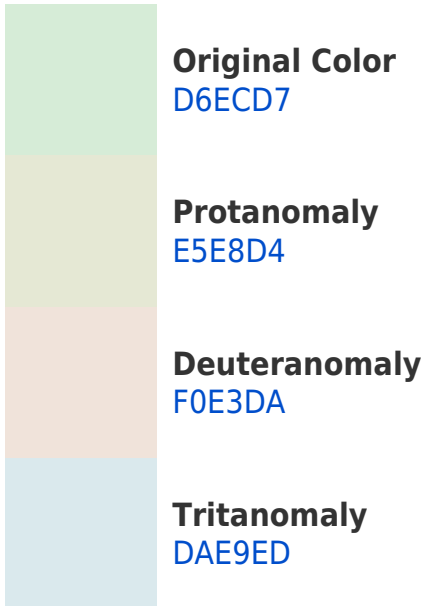 Original Color
D6ECD7
Protanomaly
E5E8D4
Deuteranomaly
F0E3DA
Tritanomaly
DAE9ED